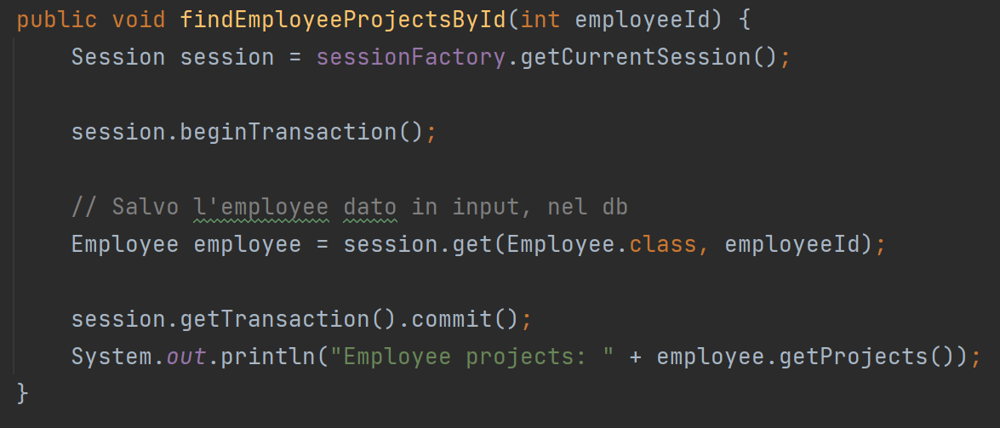 public void findEmployeeProjectsById(int employeeId) {
Session session = sessionFactory.getCurrentSession();
session.beginTransaction();
// Salvo l'employee dato in input, nel db
Employee employee = session.get(Employee.class, employeeId);
session.getTransaction().commit();
System.out.println("Employee projects: " + employee.getProjects());
}